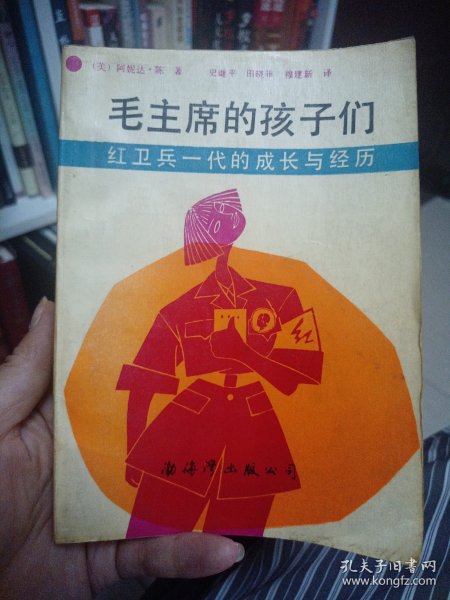 (美) 阿妮达·陈 著 史继平 田晓菲 穆建新 译
毛主席的孩子们
红卫兵一代的成长与经历
红
渤海湾出版公司
孔夫子旧书网
www.kongfz.com